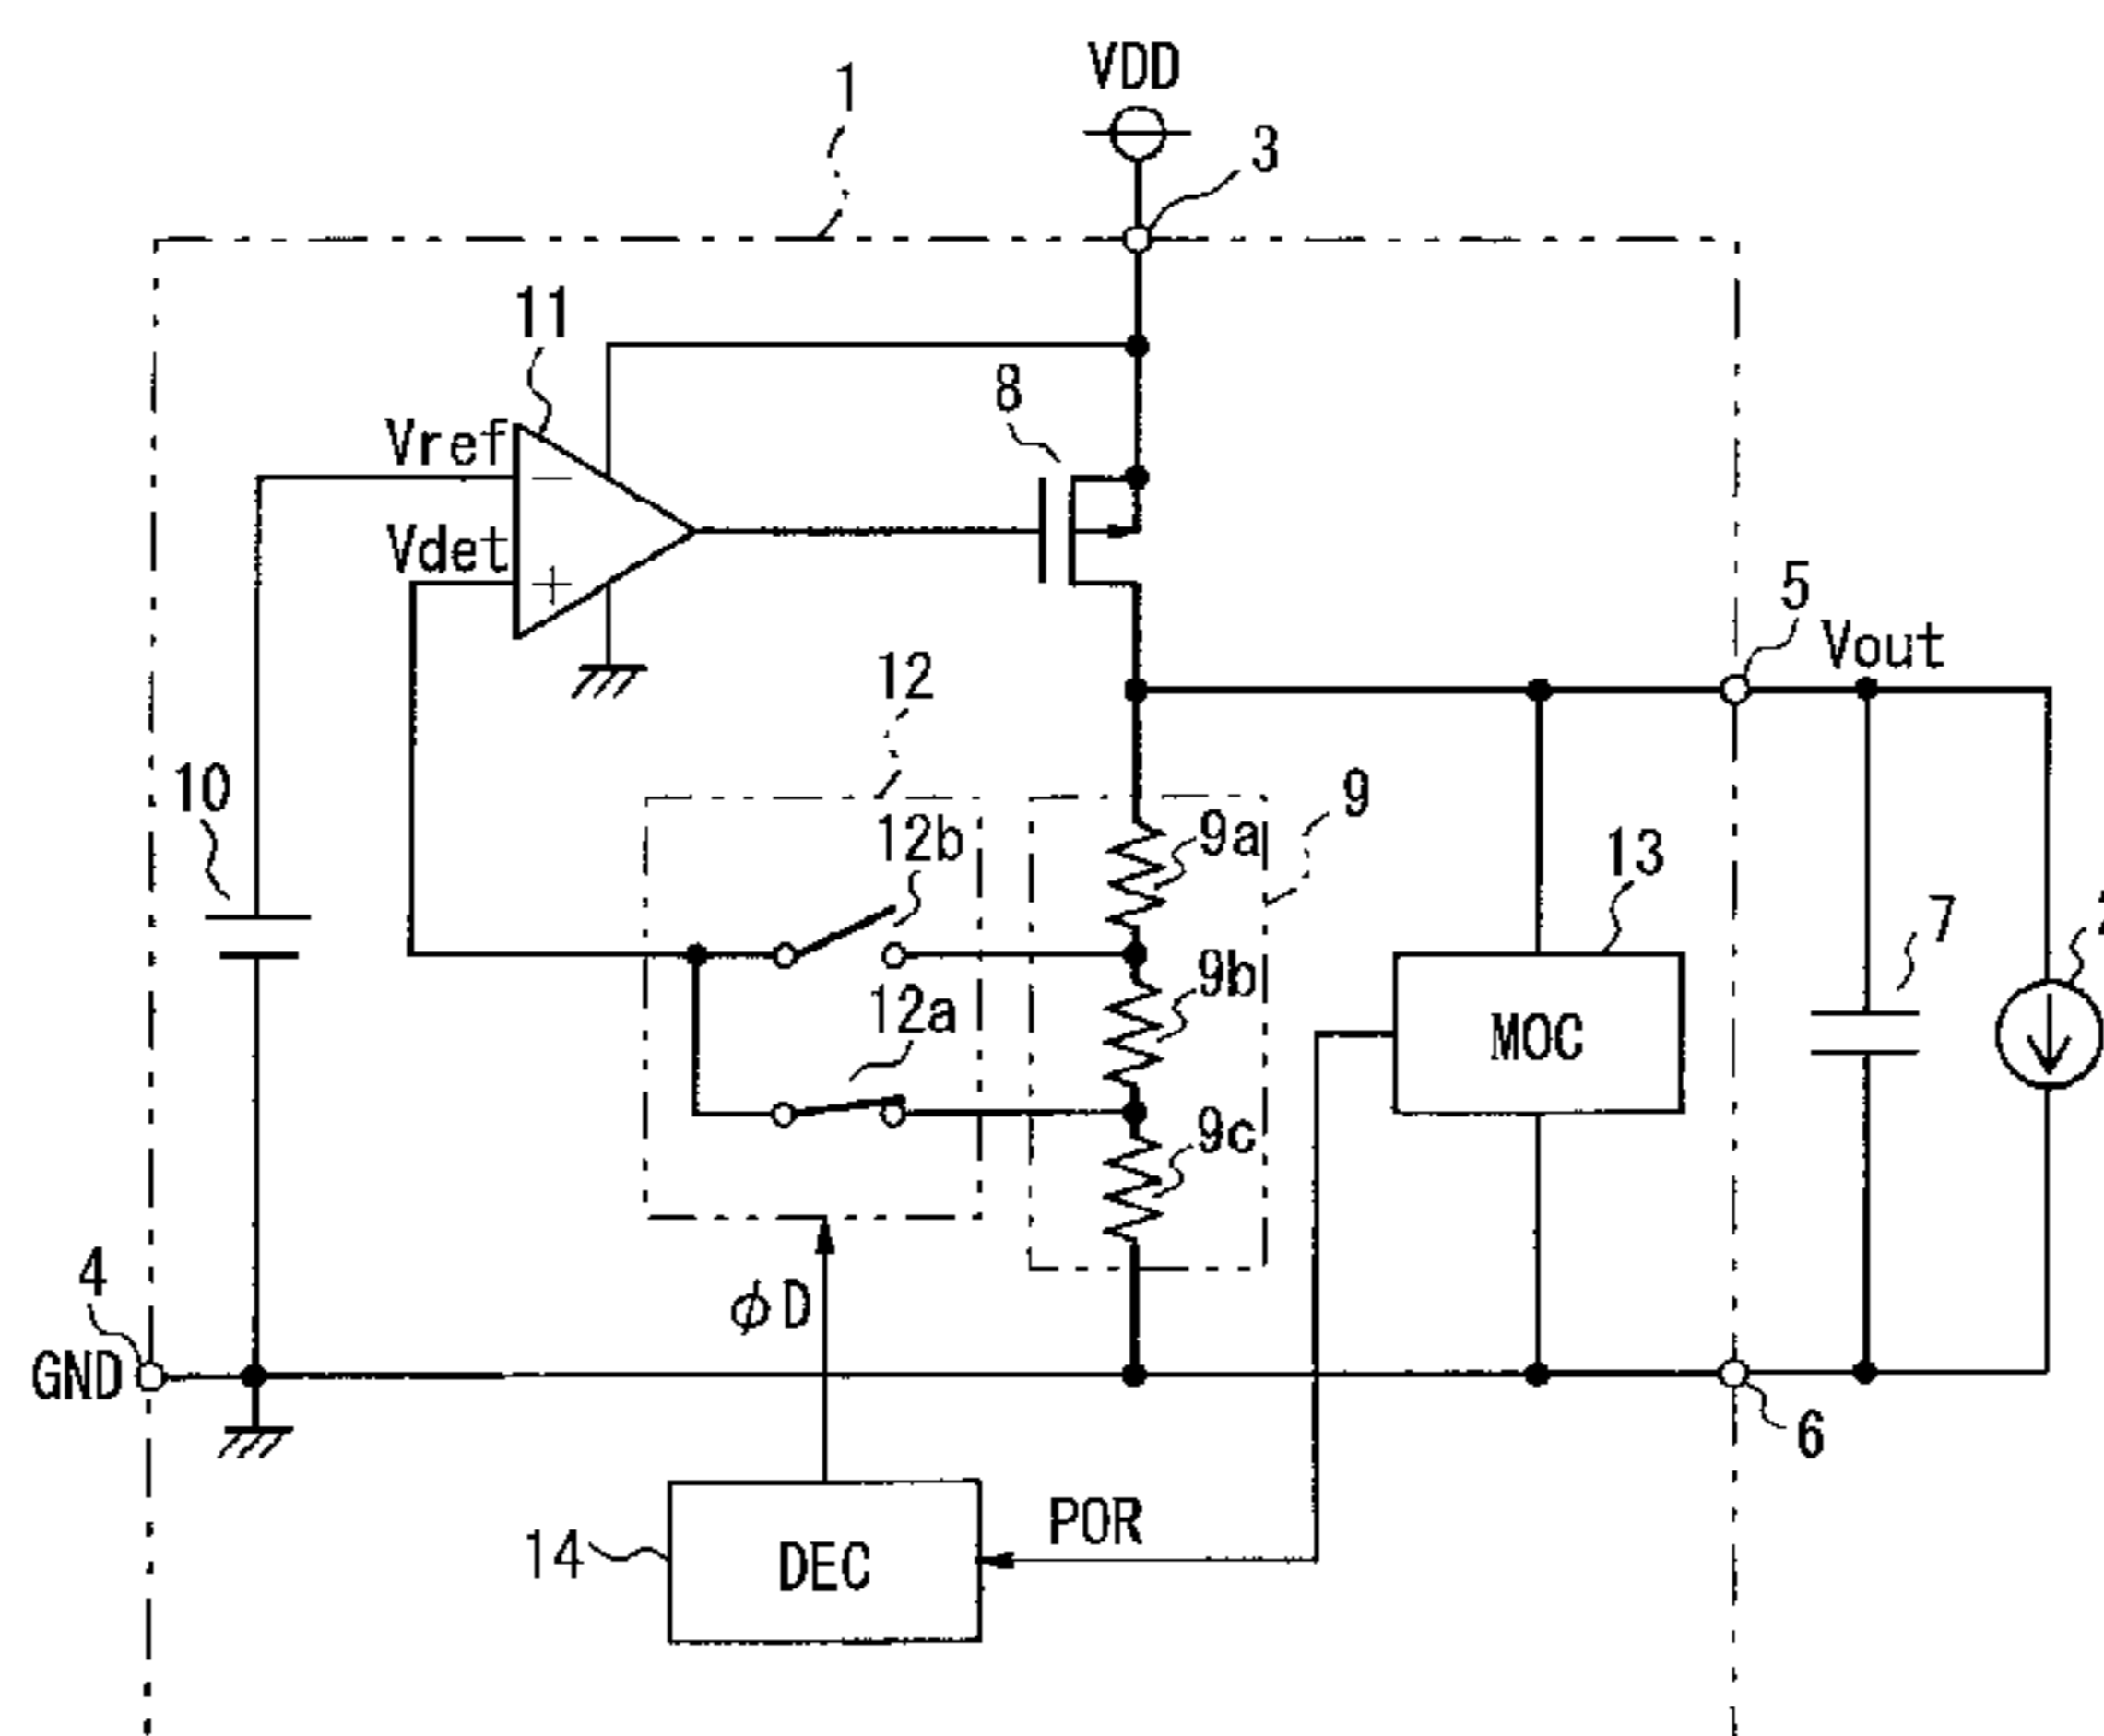 VDD
1
3
11
8
Vref
-
Vdet
+
5
Vout
12
10
9
12b
9a
13
7
9b
12a
MOC
9c
4
φD
GND
6
14
DEC
POR